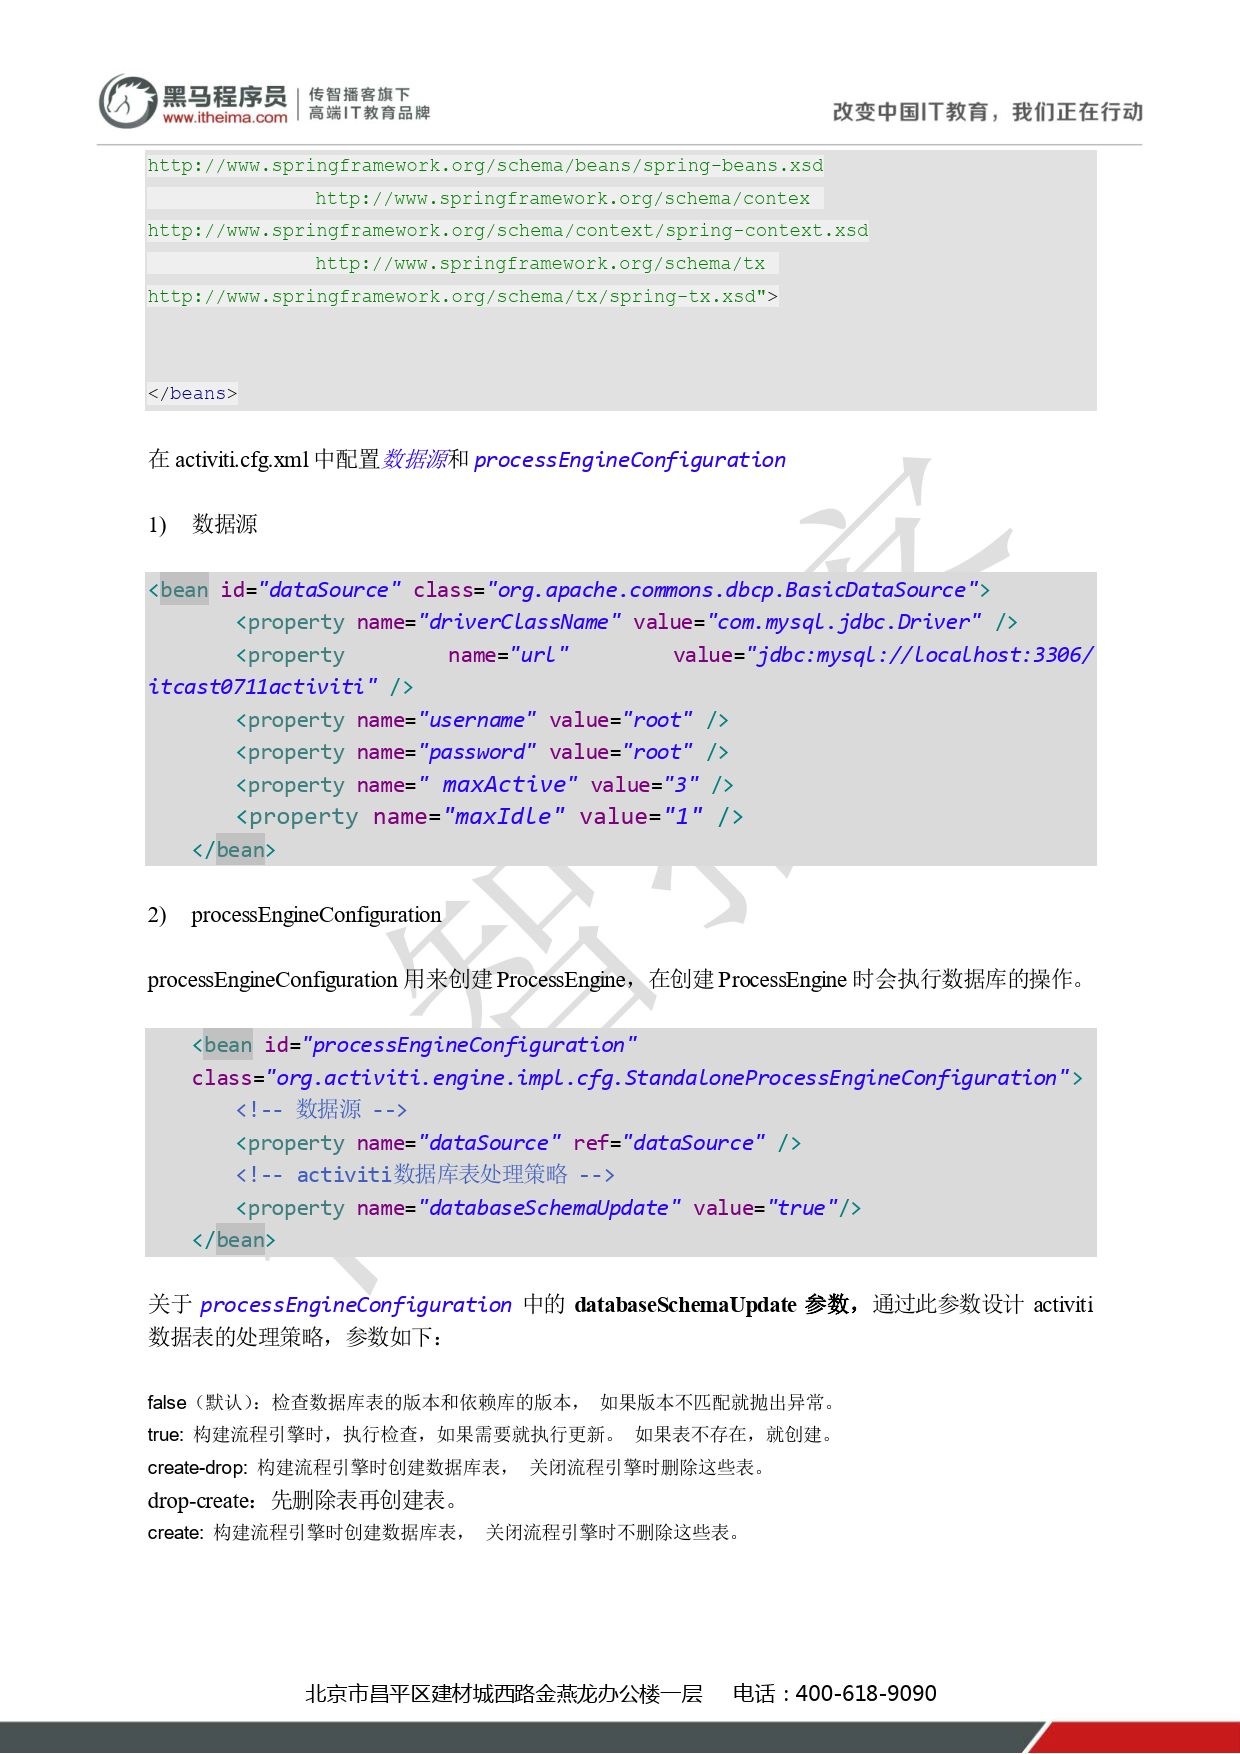 黑马程序员 传智播客旗下
www.itheima.com 高端IT教育品牌
改变中国IT教育，我们正在行动
http://www.springframework.org/schema/beans/spring-beans.xsd
http://www.springframework.org/schema/contex
http://www.springframework.org/schema/context/spring-context.xsd
http://www.springframework.org/schema/tx
http://www.springframework.org/schema/tx/spring-tx.xsd">
</beans>
在 activiti.cfg.xml 中配置数据源和 processEngineConfiguration
1) 数据源
<bean id="dataSource" class="org.apache.commons.dbcp.BasicDataSource">
<property name="driverClassName" value="com.mysql.jdbc.Driver" />
<property name="url" value="jdbc:mysql://localhost:3306/
itcast0711activiti" />
<property name="username" value="root" />
<property name="password" value="root" />
<property name=" maxActive" value="3" />
<property name="maxIdle" value="1" />
</bean>
2) processEngineConfiguration
processEngineConfiguration 用来创建 ProcessEngine，在创建 ProcessEngine 时会执行数据库的操作。
<bean id="processEngineConfiguration"
class="org.activiti.engine.impl.cfg.StandaloneProcessEngineConfiguration">
<!-- 数据源 -->
<property name="dataSource" ref="dataSource" />
<!-- activiti数据库表处理策略 -->
<property name="databaseSchemaUpdate" value="true"/>
</bean>
关于 processEngineConfiguration 中的 databaseSchemaUpdate 参数，通过此参数设计 activiti
数据表的处理策略，参数如下：
false（默认）：检查数据库表的版本和依赖库的版本， 如果版本不匹配就抛出异常。
true: 构建流程引擎时，执行检查，如果需要就执行更新。 如果表不存在，就创建。
create-drop: 构建流程引擎时创建数据库表， 关闭流程引擎时删除这些表。
drop-create：先删除表再创建表。
create: 构建流程引擎时创建数据库表， 关闭流程引擎时不删除这些表。
北京市昌平区建材城西路金燕龙办公楼一层 电话：400-618-9090